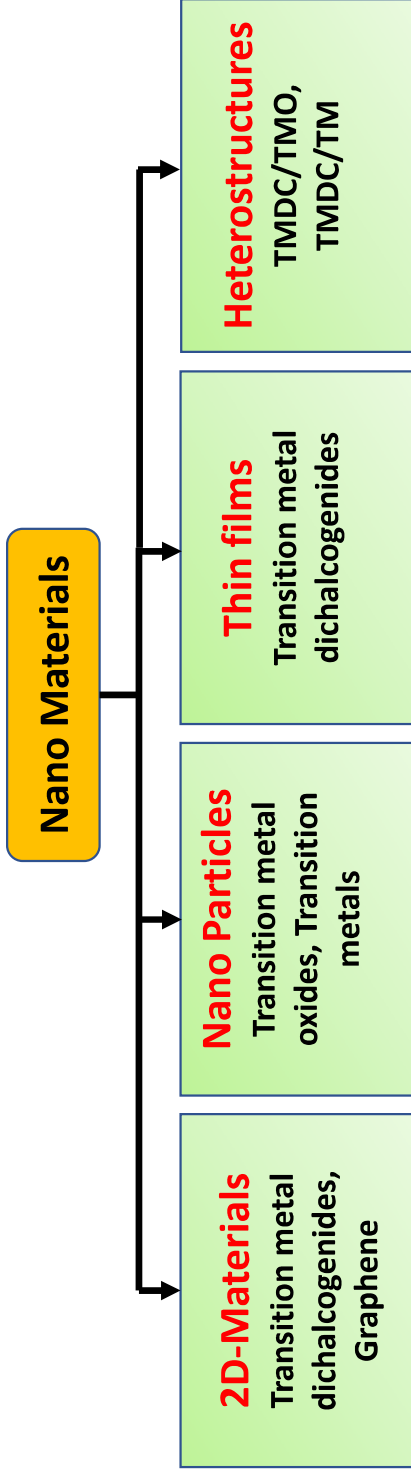 Nano Materials
2D-Materials
Transition metal
dichalcogenides,
Graphene
Nano Particles
Transition metal
oxides, Transition
metals
Thin films
Transition metal
dichalcogenides
Heterostructures
TMDC/TMO,
TMDC/TM